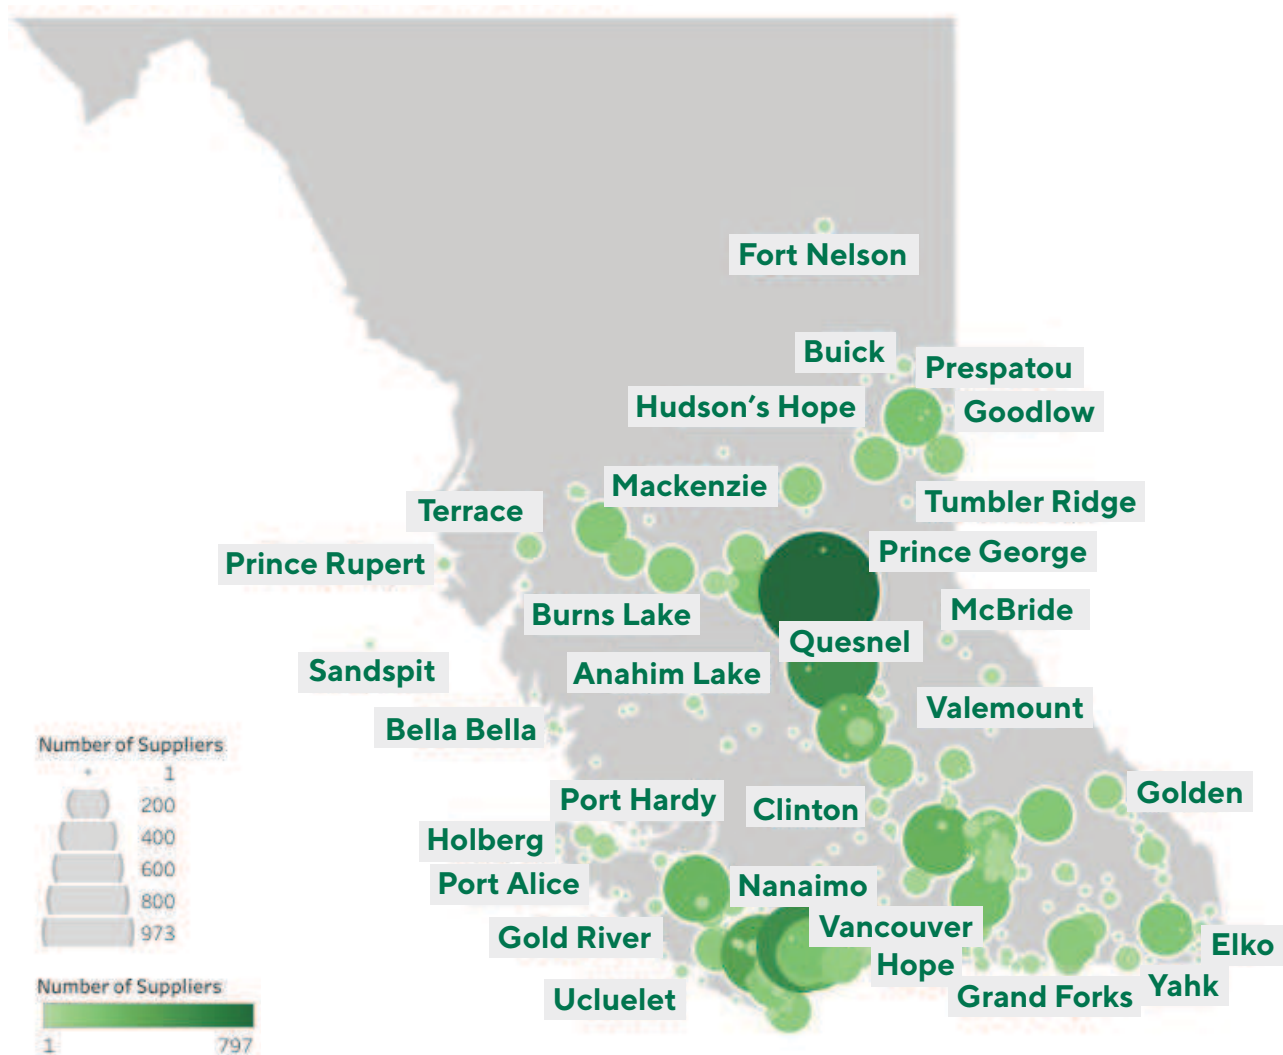 Fort Nelson
Buick
Prespatou
Hudson's Hope
Goodlow
Mackenzie
Tumbler Ridge
Terrace
Prince George
Prince Rupert
Burns Lake
McBride
Quesnel
Sandspit
Anahim Lake
Valemount
Bella Bella
Number of Suppliers
1
200
400
600
800
973
Port Hardy
Clinton
Golden
Holberg
Port Alice
Nanaimo
Vancouver
Gold River
Hope
Elko
Ucluelet
Grand Forks
Yahk
Number of Suppliers
1 797